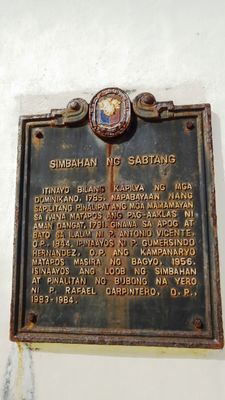 SIMBAHAN NG SABTANG
ITINAYO BILANG KAPILYA NG MGA
DOMINIKANO, 1785. NAPABAYAAN NANG
SAPILITANG PINALIPAT ANG MGA MAMAMAYAN
SA IVANA MATAPOS ANG PAG-AAKLAS NI
AMAN DANGAT, 1791. GINAWA SA APOG AT
BATO SA ILALIM NI P. ANTONIO VICENTE,
O.P., 1844. ISINAAYOS NI P. GUMERSINDO
HERNANDEZ, O.P. ANG KAMPANARYO
MATAPOS MASIRA NG BAGYO, 1956.
ISINAAYOS ANG LOOB NG SIMBAHAN
AT PINALITAN NG BUBONG NA YERO
NI P. RAFAEL CARPINTERO, O.P.,
1983-1984.